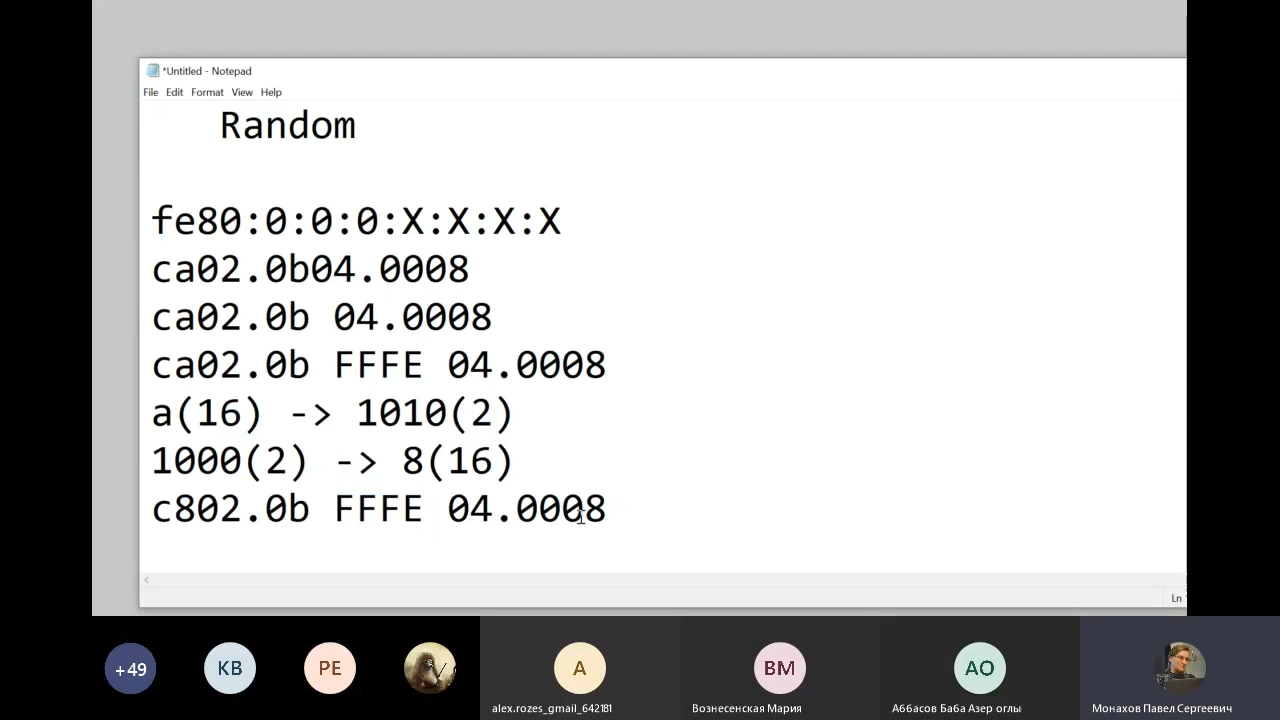 *Untitled - Notepad
File Edit Format View Help
Random
fe80:0:0:0:X:X:X:X
ca02.0b04.0008
ca02.0b 04.0008
ca02.0b FFFE 04.0008
a(16) -> 1010(2)
1000(2) -> 8(16)
c802.0b FFFE 04.0008
Ln
+49 KB PE A BM AO
alex.rozes_gmail_642181 Вознесенская Мария Аббасов Баба Азер оглы Монахов Павел Сергеевич